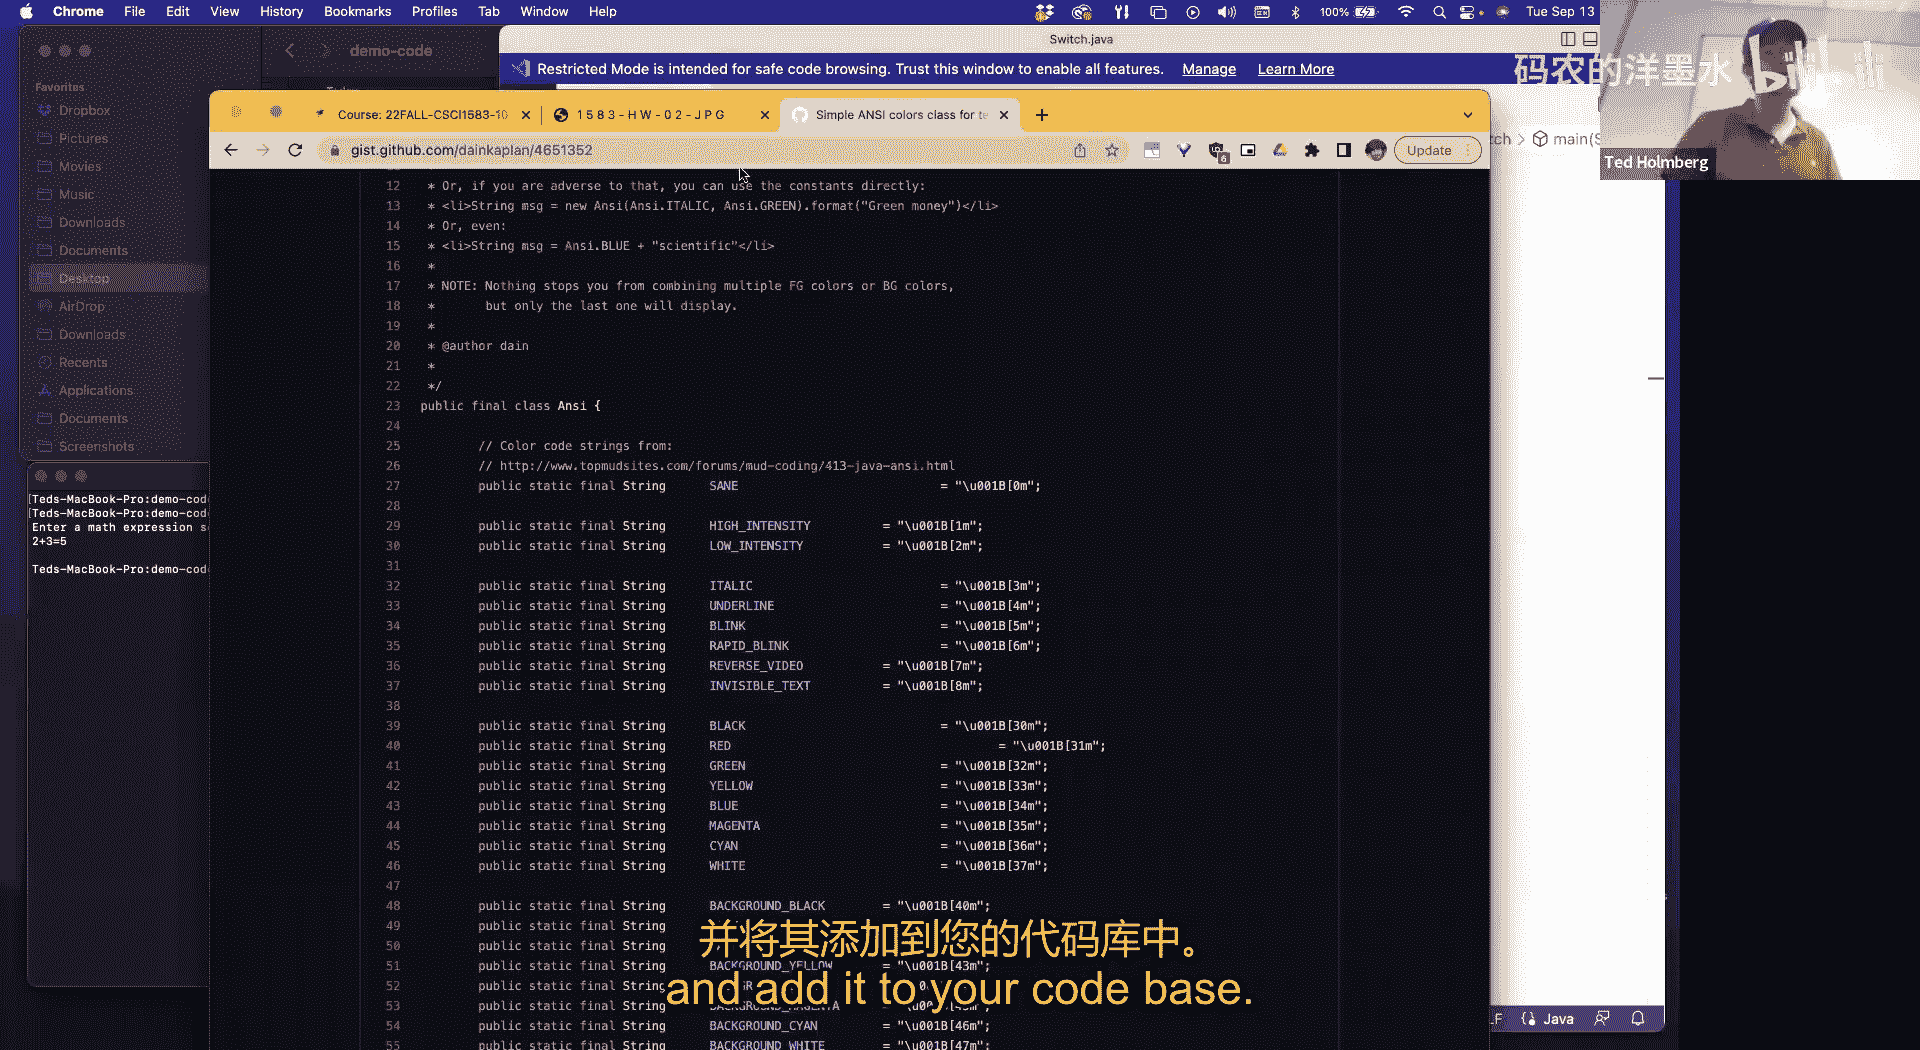 Chrome File Edit View History Bookmarks Profiles Tab Window Help
100%
Tue Sep 13
demo-code
Switch.java
Restricted Mode is intended for safe code browsing. Trust this window to enable all features. Manage Learn More
码农的洋墨水
bilibili
Ted Holmberg
Favorites
Dropbox
Pictures
Movies
Music
Downloads
Documents
Desktop
AirDrop
Downloads
Recents
Applications
Documents
Screenshots
[Teds-MacBook-Pro:demo-cod
[Teds-MacBook-Pro:demo-cod
Enter a math expression s
2+3=5
Teds-MacBook-Pro:demo-cod
Course: 22FALL-CSCI1583-10
1 5 8 3 - H W - 0 2 - J P G
Simple ANSI colors class for te
gist.github.com/dainkaplan/4651352
6
Update
tch > main(S
12 * Or, if you are adverse to that, you can use the constants directly:
13 * <li>String msg = new Ansi(Ansi.ITALIC, Ansi.GREEN).format("Green money")</li>
14 * Or, even:
15 * <li>String msg = Ansi.BLUE + "scientific"</li>
16 *
17 * NOTE: Nothing stops you from combining multiple FG colors or BG colors,
18 * but only the last one will display.
19 *
20 * @author dain
21 *
22 */
23 public final class Ansi {
24
25 // Color code strings from:
26 // http://www.topmudsites.com/forums/mud-coding/413-java-ansi.html
27 public static final String SANE = "\u001B[0m";
28
29 public static final String HIGH_INTENSITY = "\u001B[1m";
30 public static final String LOW_INTENSITY = "\u001B[2m";
31
32 public static final String ITALIC = "\u001B[3m";
33 public static final String UNDERLINE = "\u001B[4m";
34 public static final String BLINK = "\u001B[5m";
35 public static final String RAPID_BLINK = "\u001B[6m";
36 public static final String REVERSE_VIDEO = "\u001B[7m";
37 public static final String INVISIBLE_TEXT = "\u001B[8m";
38
39 public static final String BLACK = "\u001B[30m";
40 public static final String RED = "\u001B[31m";
41 public static final String GREEN = "\u001B[32m";
42 public static final String YELLOW = "\u001B[33m";
43 public static final String BLUE = "\u001B[34m";
44 public static final String MAGENTA = "\u001B[35m";
45 public static final String CYAN = "\u001B[36m";
46 public static final String WHITE = "\u001B[37m";
47
48 public static final String BACKGROUND_BLACK = "\u001B[40m";
49 public static final String
50 public static final String
51 public static final String BACKGROUND_YELLOW = "\u001B[43m";
52 public static final String
53 public static final String
54 public static final String BACKGROUND_CYAN = "\u001B[46m";
55 public static final String BACKGROUND_WHITE = "\u001B[47m";
并将其添加到您的代码库中。
and add it to your code base.
LF
Java